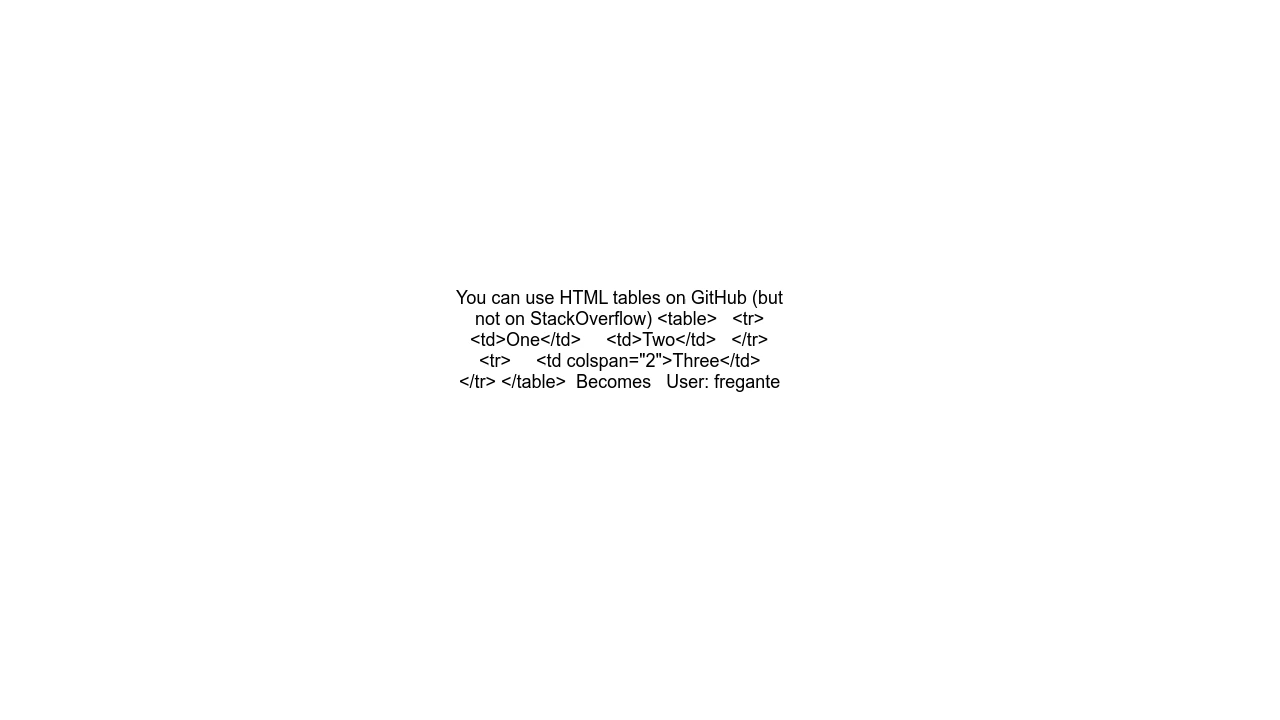 You can use HTML tables on GitHub (but
not on StackOverflow) <table>   <tr>
<td>One</td>     <td>Two</td>   </tr>
<tr>     <td colspan="2">Three</td>
</tr> </table>  Becomes   User: fregante